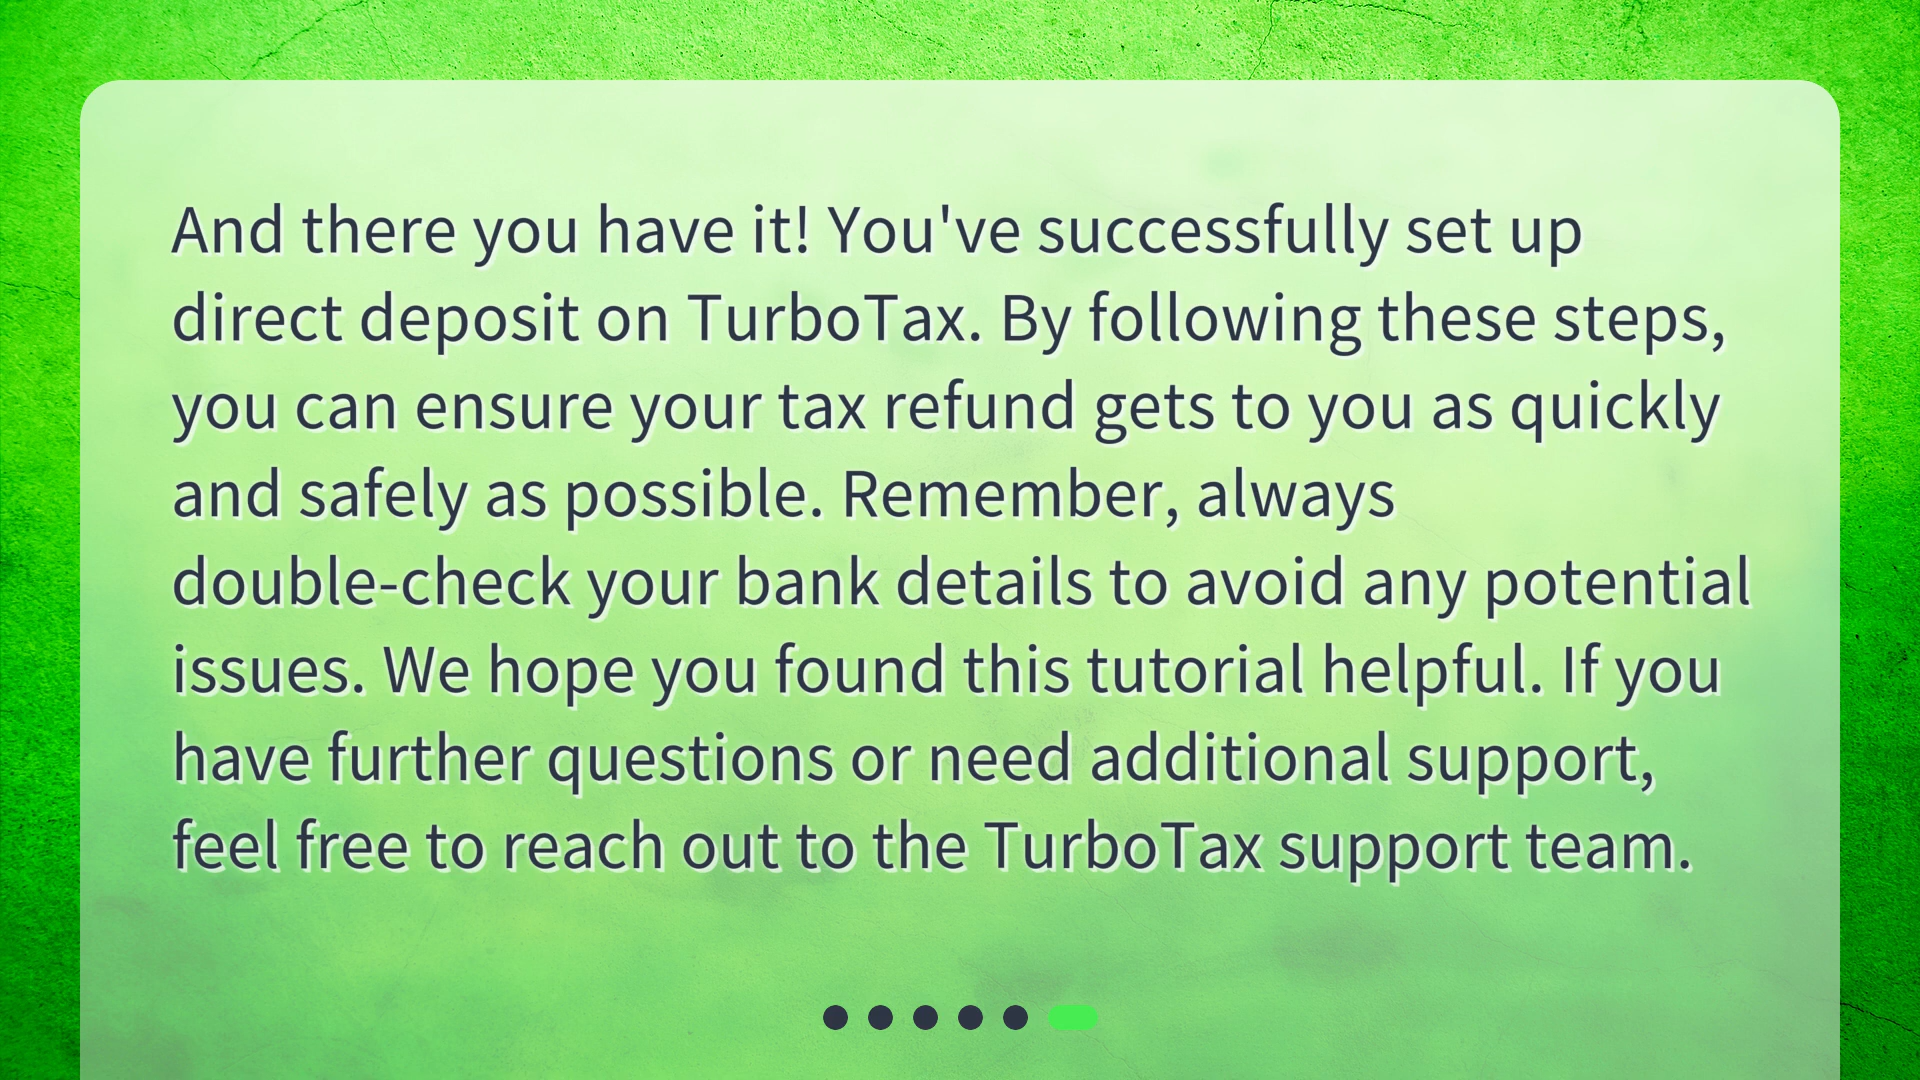 And there you have it! You've successfully set up
direct deposit on TurboTax. By following these steps,
you can ensure your tax refund gets to you as quickly
and safely as possible. Remember, always
double-check your bank details to avoid any potential
issues. We hope you found this tutorial helpful. If you
have further questions or need additional support,
feel free to reach out to the TurboTax support team.